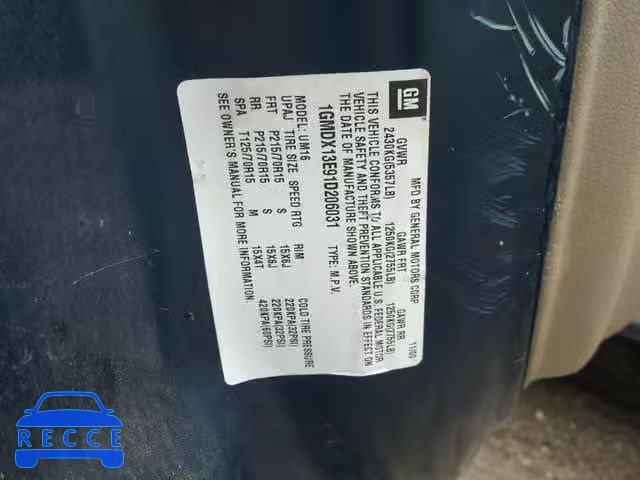 GM
MFD BY GENERAL MOTORS CORP 11/00
GVWR GAWR FRT GAWR RR
2430KG(5357LB) 1250KG(2755LB) 1250KG(2755LB)
THIS VEHICLE CONFORMS TO ALL APPLICABLE U.S. FEDERAL MOTOR
VEHICLE SAFETY AND THEFT PREVENTION STANDARDS IN EFFECT ON
THE DATE OF MANUFACTURE SHOWN ABOVE.
1GMDX13E91D206031 TYPE: M.P.V.
UPAJ UM16
TIRE SIZE SPEED RTG RIM COLD TIRE PRESSURE
FRT P215/70R15 S 15X6J 220KPA(32PSI)
RR P215/70R15 S 15X6J 220KPA(32PSI)
SPA T125/70R15 M 15X4T 420KPA(60PSI)
SEE OWNER'S MANUAL FOR MORE INFORMATION.
RECCE